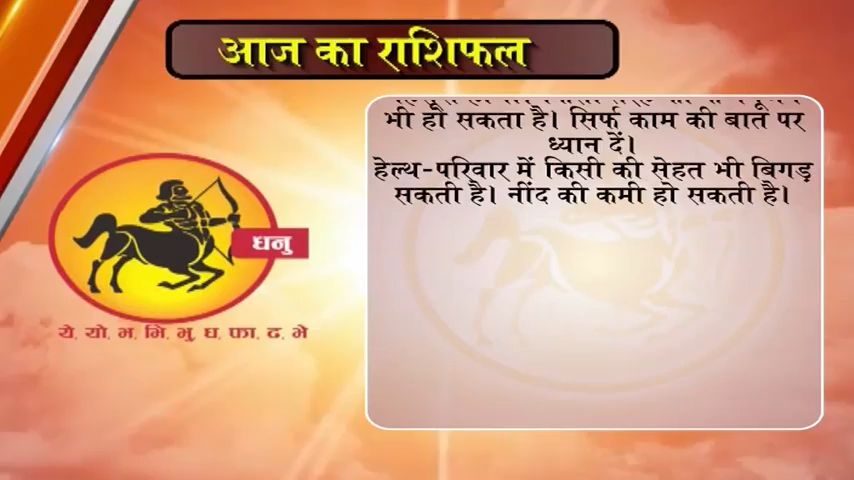 आज का राशिफल
भी हो सकता है। सिर्फ काम की बात पर
ध्यान दें।
हेल्थ-परिवार में किसी की सेहत भी बिगड़
सकती है। नींद की कमी हो सकती है।
धनु
ये, यो, भ, भि, भु, ध, फा, ढ, भे